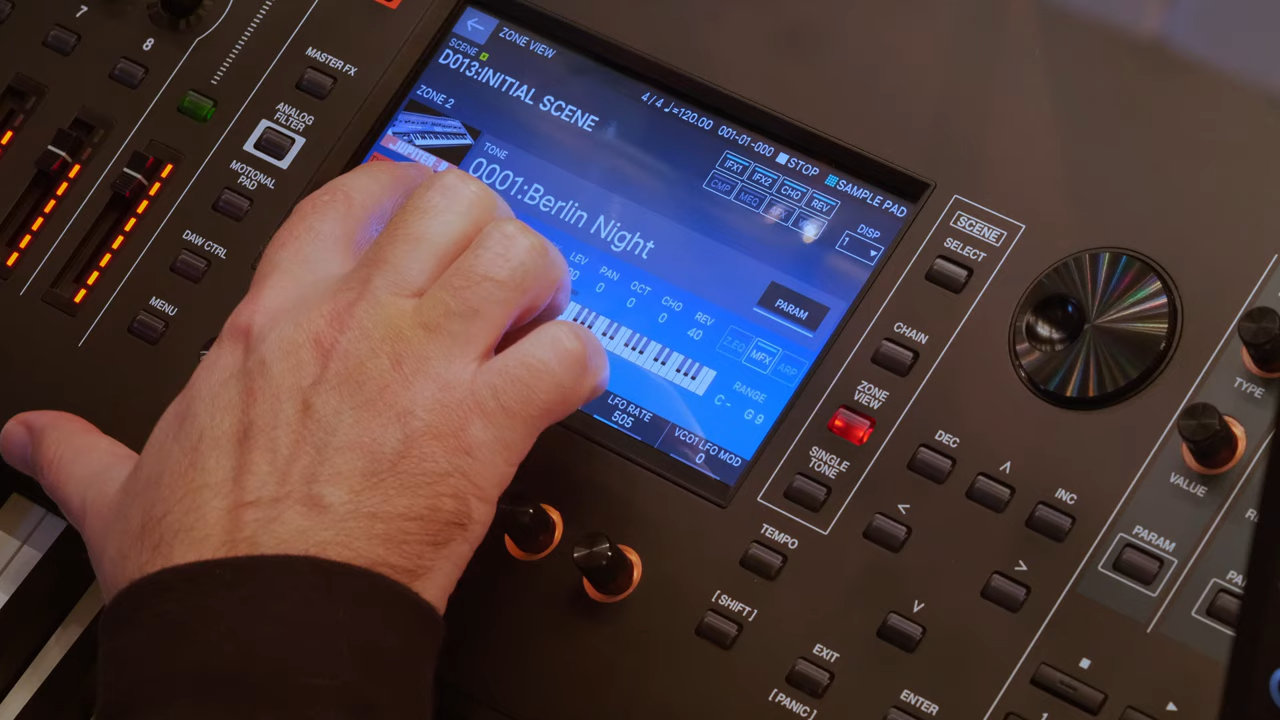 7
8
MASTER FX
ANALOG
FILTER
MOTIONAL
PAD
DAW CTRL
MENU
ZONE VIEW
SCENE
D013:INITIAL SCENE
4/4 ♩=120.00 001-01-000 STOP SAMPLE PAD
ZONE 2
IFX1 IFX2 CHO REV
CMP MEQ
DISP
1
TONE
0001:Berlin Night
LEV PAN OCT CHO REV
0 0 0 40
PARAM
Z.EQ MFX ARP
RANGE
C- G9
LFO RATE
505
VCO1 LFO MOD
0
SCENE
SELECT
CHAIN
ZONE
VIEW
SINGLE
TONE
DEC
INC
TYPE
VALUE
PARAM
TEMPO
[SHIFT]
EXIT
[PANIC]
ENTER